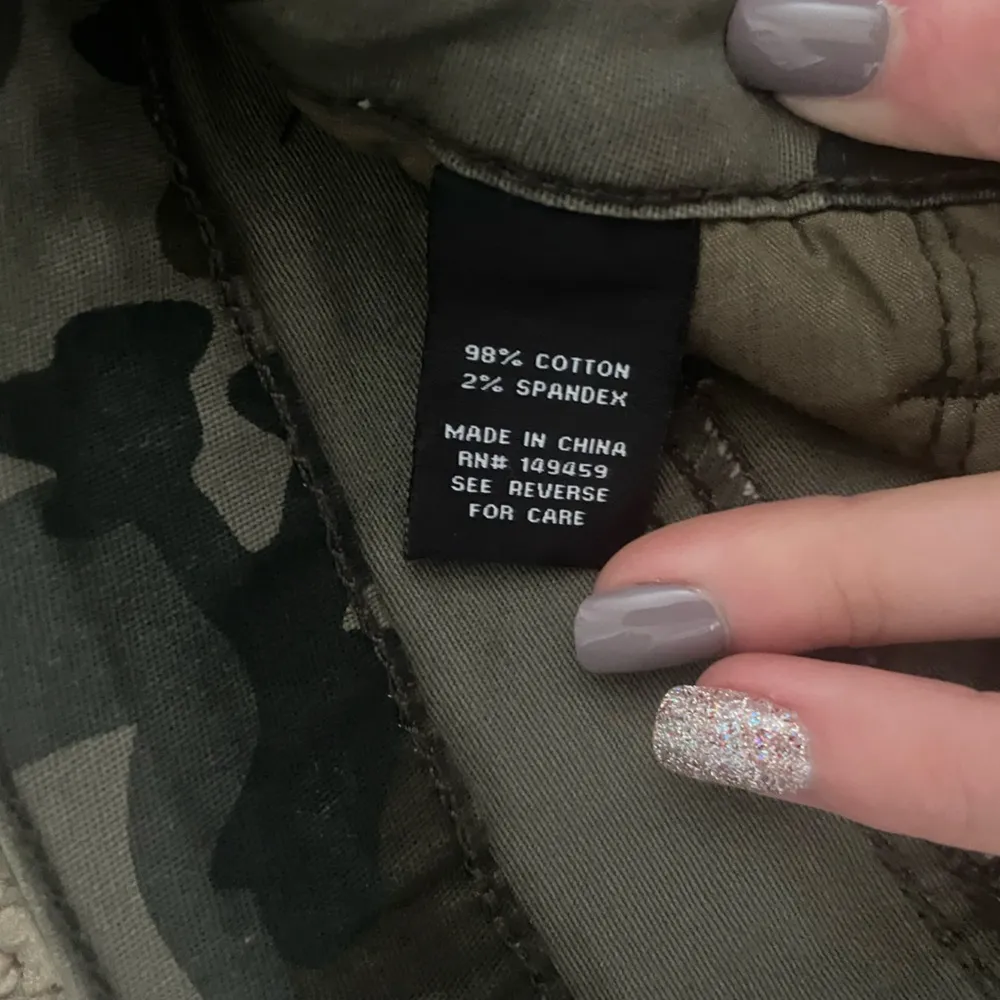 98% COTTON
2% SPANDEX
MADE IN CHINA
RN# 149459
SEE REVERSE
FOR CARE